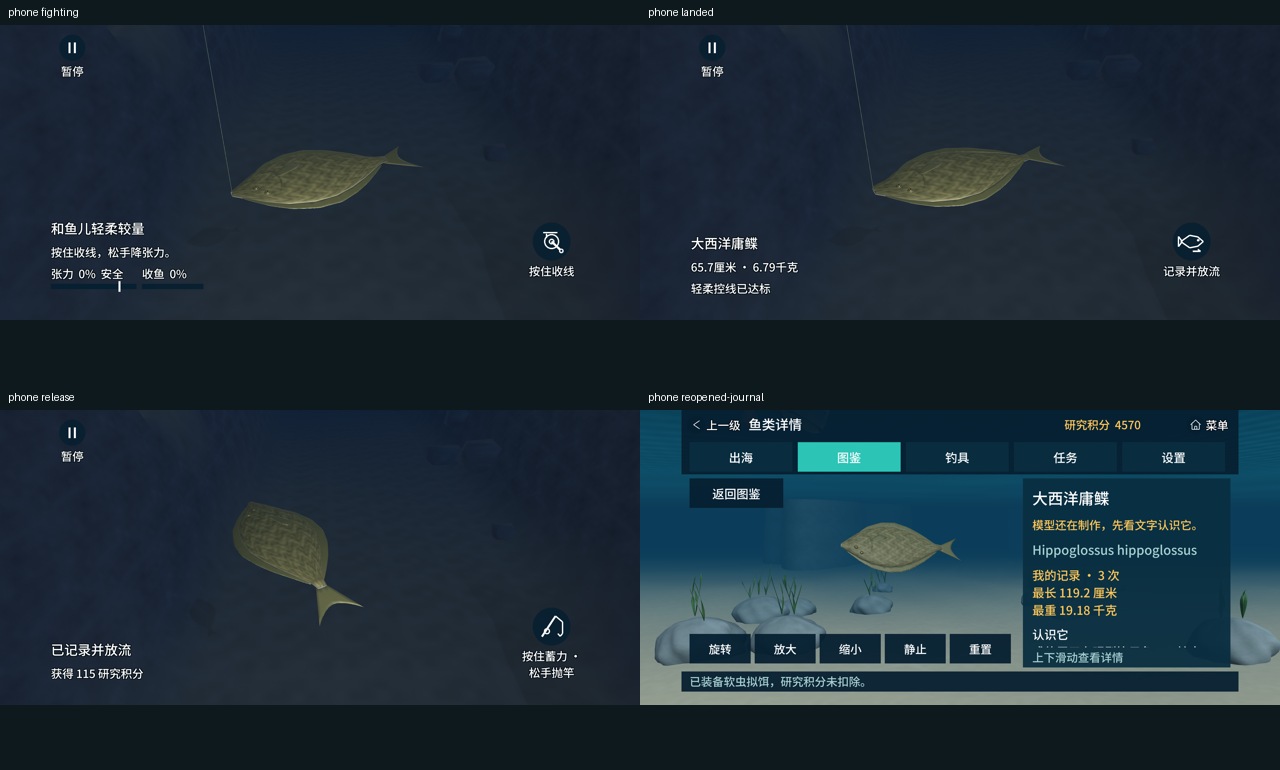 phone fighting
暂停
和鱼儿轻柔较量
按住收线，松手降张力。
张力 0% 安全 收鱼 0%
按住收线
phone landed
暂停
大西洋庸鲽
65.7厘米 · 6.79千克
轻柔控线已达标
记录并放流
phone release
暂停
已记录并放流
获得 115 研究积分
按住蓄力 ·
松手抛竿
phone reopened-journal
上一级 鱼类详情
研究积分 4570
菜单
出海 图鉴 钓具 任务 设置
返回图鉴
大西洋庸鲽
模型还在制作，先看文字认识它。
Hippoglossus hippoglossus
我的记录 · 3 次
最长 119.2 厘米
最重 19.18 千克
认识它
上下滑动查看详情
旋转 放大 缩小 静止 重置
已装备软虫拟饵，研究积分未扣除。